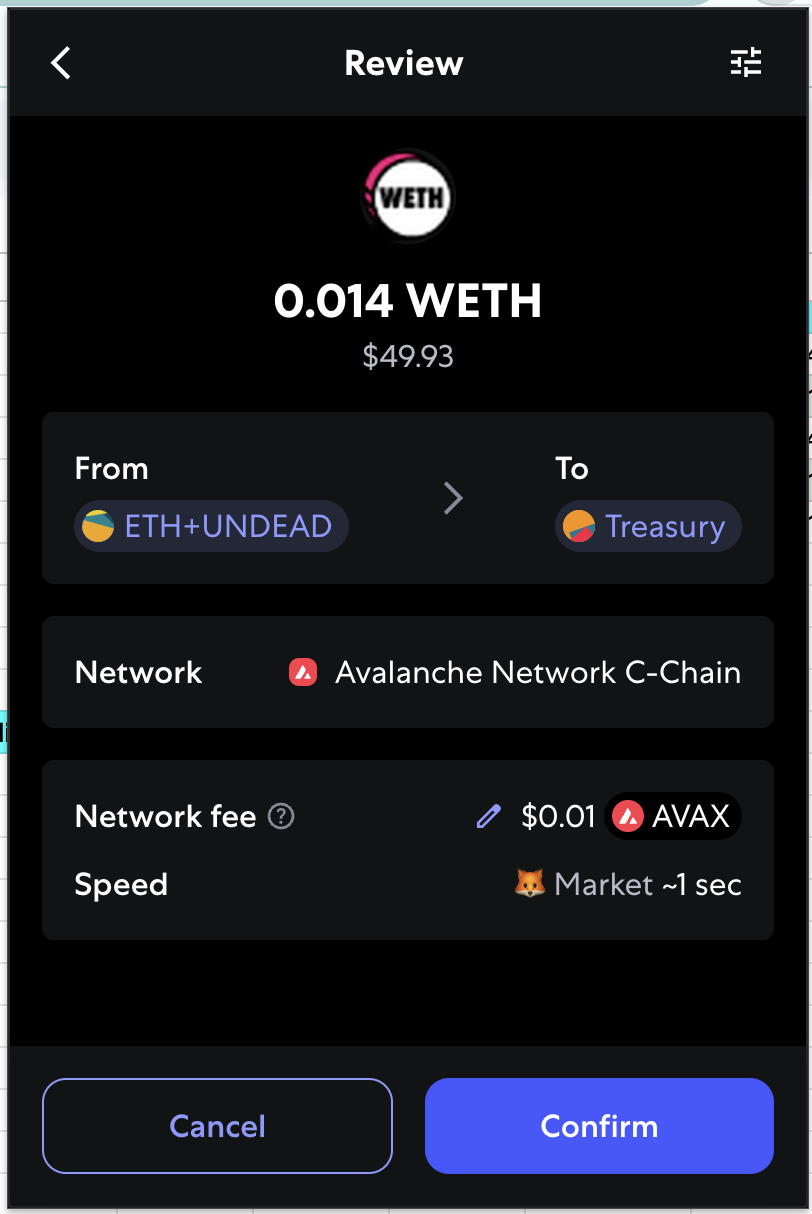 Review
WETH
0.014 WETH
$49.93
From
To
ETH+UNDEAD
Treasury
Network
Avalanche Network C-Chain
Network fee
$0.01
AVAX
Speed
Market ~1 sec
Cancel
Confirm